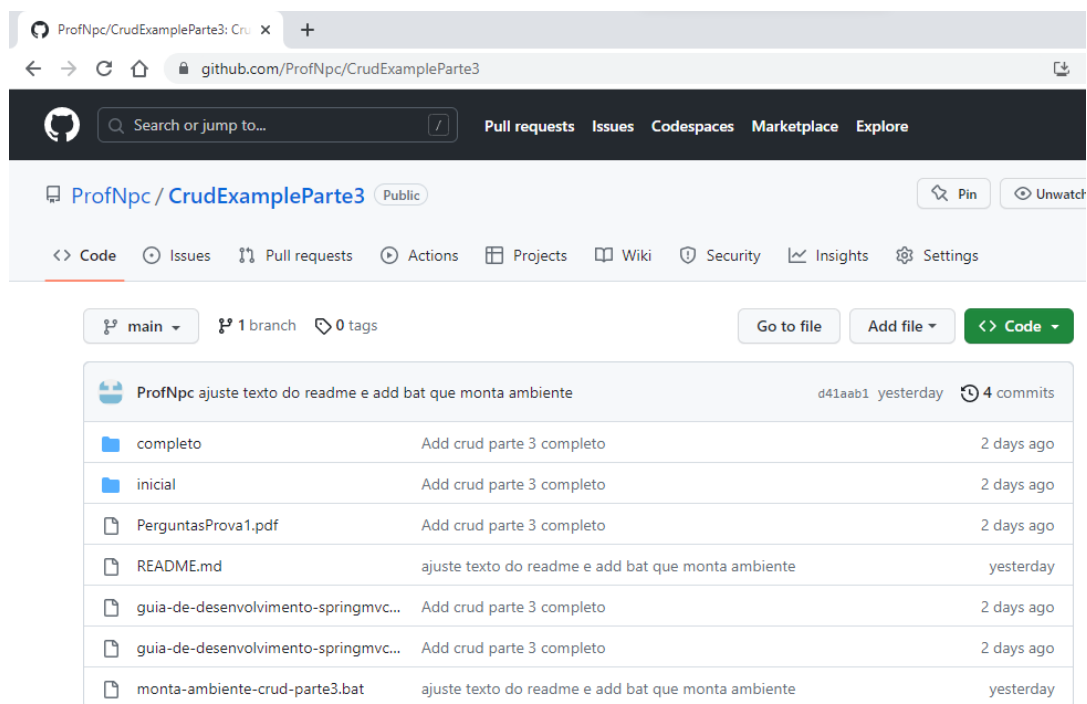 ProfNpc/CrudExampleParte3: Cru
github.com/ProfNpc/CrudExampleParte3
Search or jump to... / Pull requests Issues Codespaces Marketplace Explore
ProfNpc / CrudExampleParte3 Public Pin Unwatch
<> Code Issues Pull requests Actions Projects Wiki Security Insights Settings
main 1 branch 0 tags Go to file Add file <> Code
ProfNpc ajuste texto do readme e add bat que monta ambiente d41aab1 yesterday 4 commits
completo Add crud parte 3 completo 2 days ago
inicial Add crud parte 3 completo 2 days ago
PerguntasProva1.pdf Add crud parte 3 completo 2 days ago
README.md ajuste texto do readme e add bat que monta ambiente yesterday
guia-de-desenvolvimento-springmvc... Add crud parte 3 completo 2 days ago
guia-de-desenvolvimento-springmvc... Add crud parte 3 completo 2 days ago
monta-ambiente-crud-parte3.bat ajuste texto do readme e add bat que monta ambiente yesterday